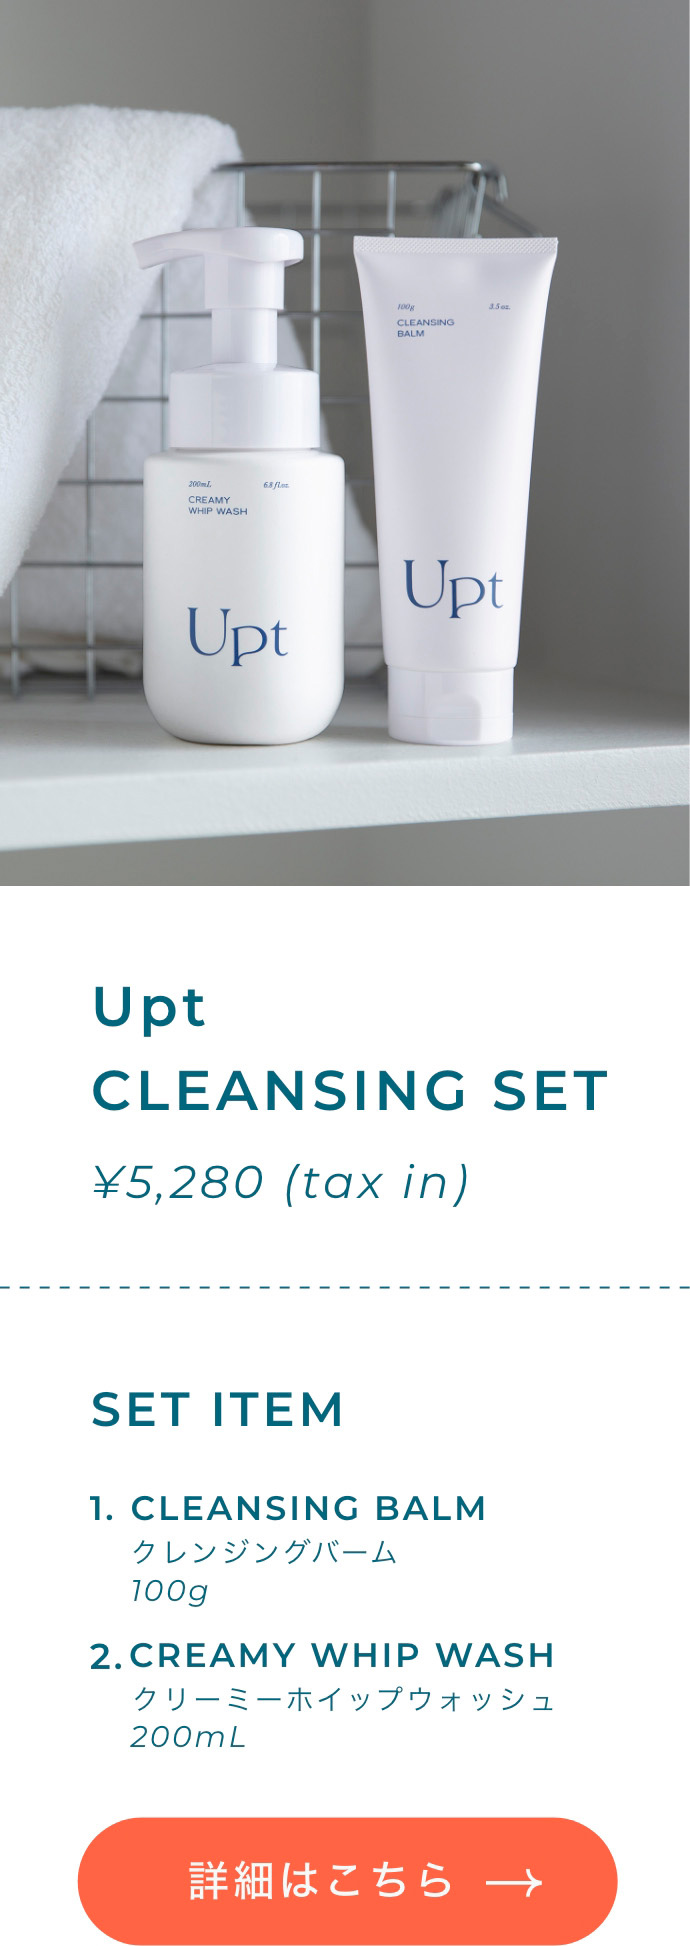 100g 3.5 oz.
CLEANSING
BALM
Upt
200mL 6.8 fl.oz.
CREAMY
WHIP WASH
Upt
Upt
CLEANSING SET
¥5,280 (tax in)
SET ITEM
1. CLEANSING BALM
クレンジングバーム
100g
2. CREAMY WHIP WASH
クリーミーホイップウォッシュ
200mL
詳細はこちら →